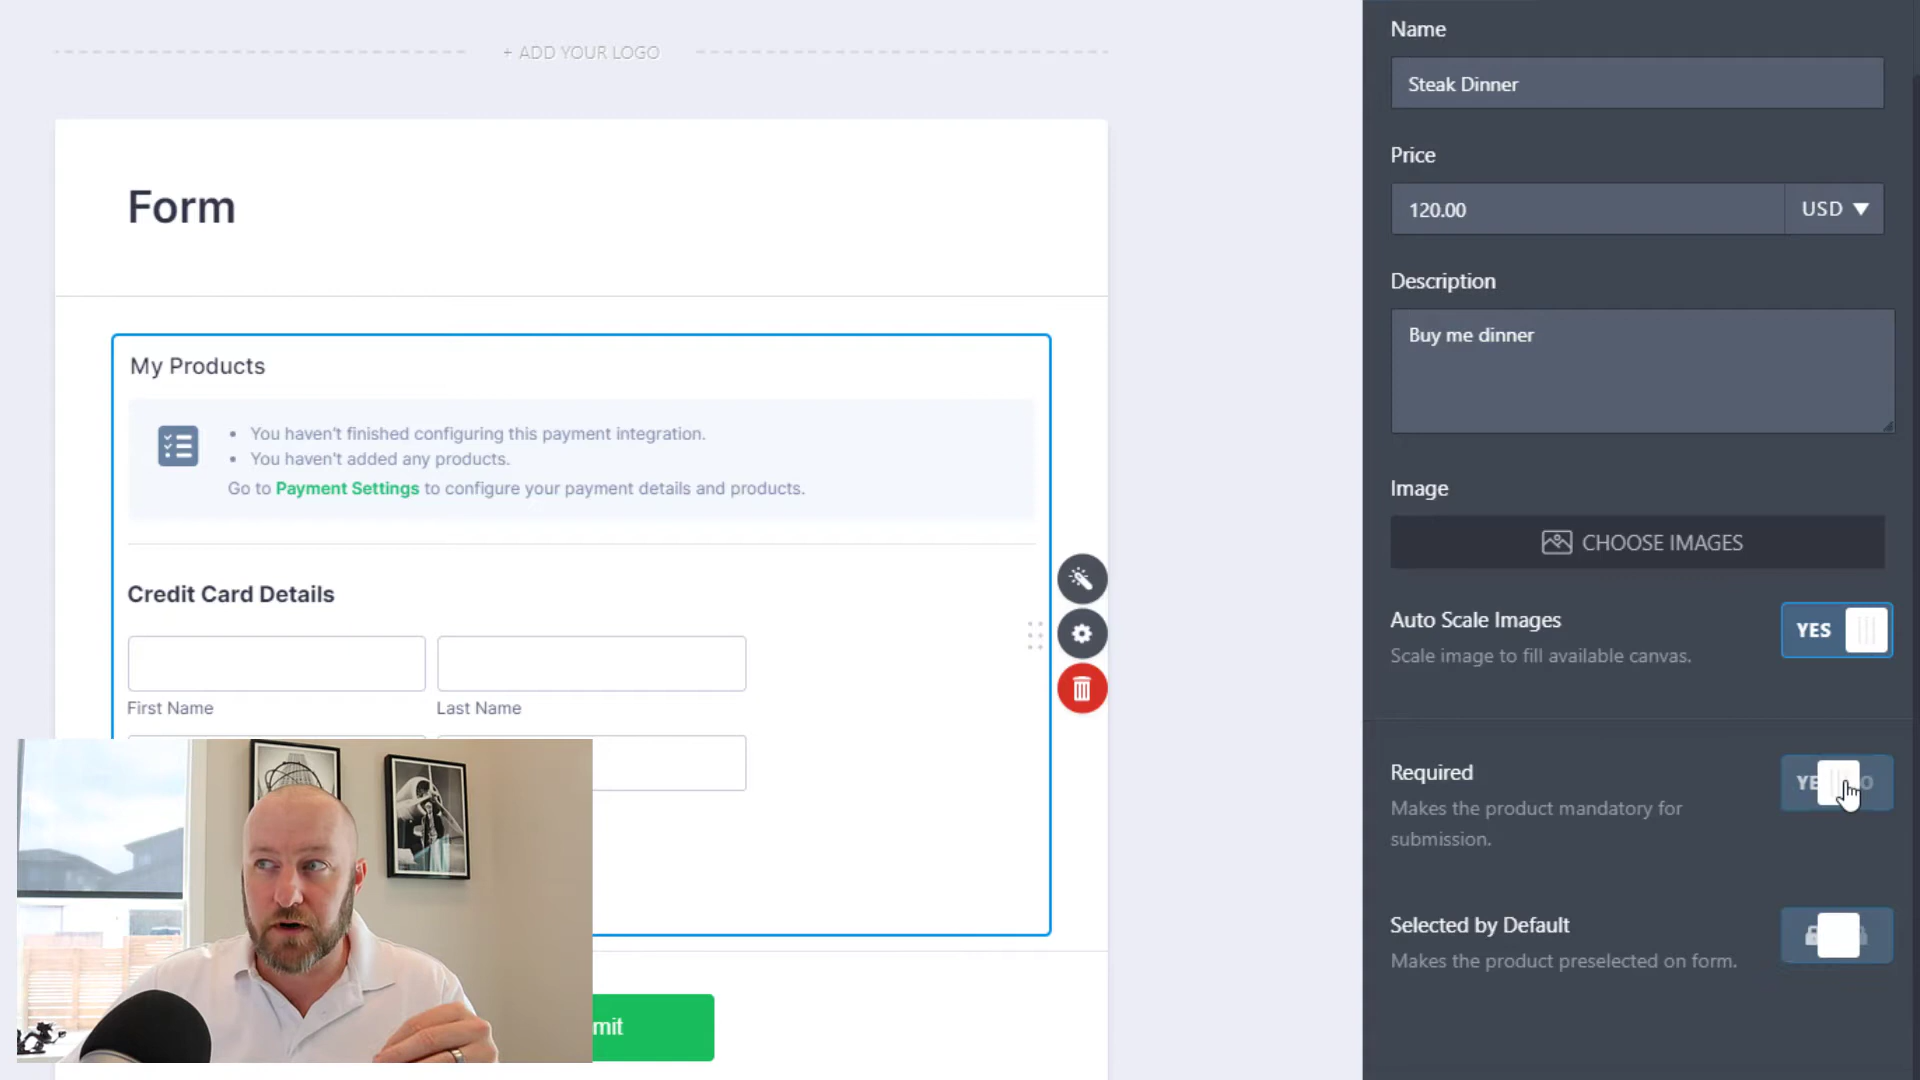 + ADD YOUR LOGO
Form
My Products
• You haven't finished configuring this payment integration.
• You haven't added any products.
Go to Payment Settings to configure your payment details and products.
Credit Card Details
First Name
Last Name
Name
Steak Dinner
Price
120.00
USD
Description
Buy me dinner
Image
CHOOSE IMAGES
Auto Scale Images
YES
Scale image to fill available canvas.
Required
Makes the product mandatory for
submission.
Selected by Default
Makes the product preselected on form.